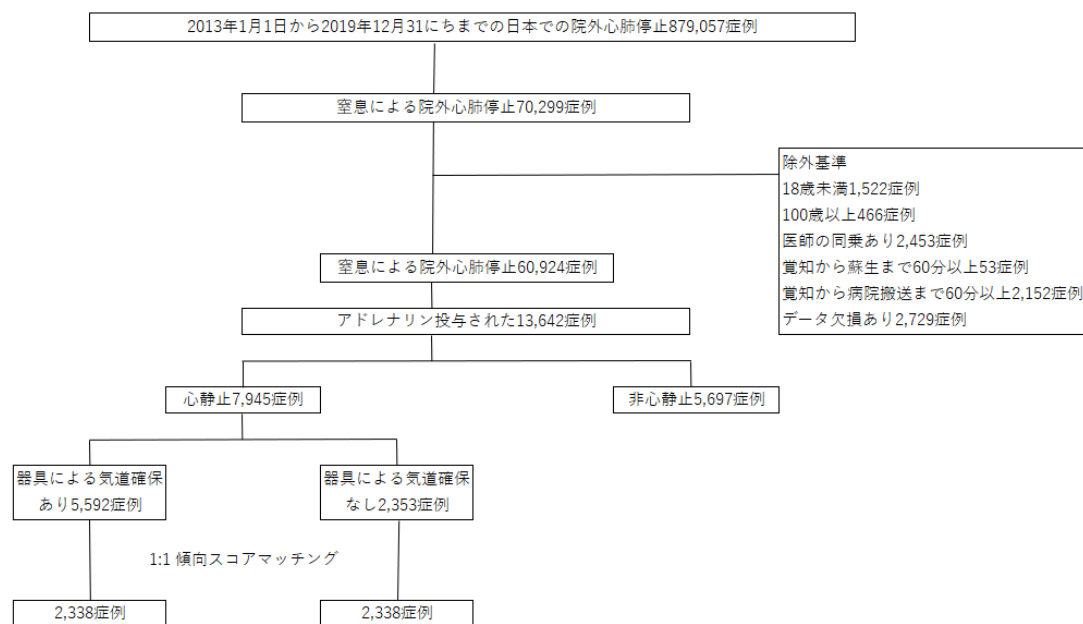 2013年1月1日から2019年12月31にちまでの日本での院外心肺停止879,057症例
窒息による院外心肺停止70,299症例
除外基準
18歳未満1,522症例
100歳以上466症例
医師の同乗あり2,453症例
覚知から蘇生まで60分以上53症例
覚知から病院搬送まで60分以上2,152症例
データ欠損あり2,729症例
窒息による院外心肺停止60,924症例
アドレナリン投与された13,642症例
心静止7,945症例
非心静止5,697症例
器具による気道確保
あり5,592症例
器具による気道確保
なし2,353症例
1:1 傾向スコアマッチング
2,338症例
2,338症例